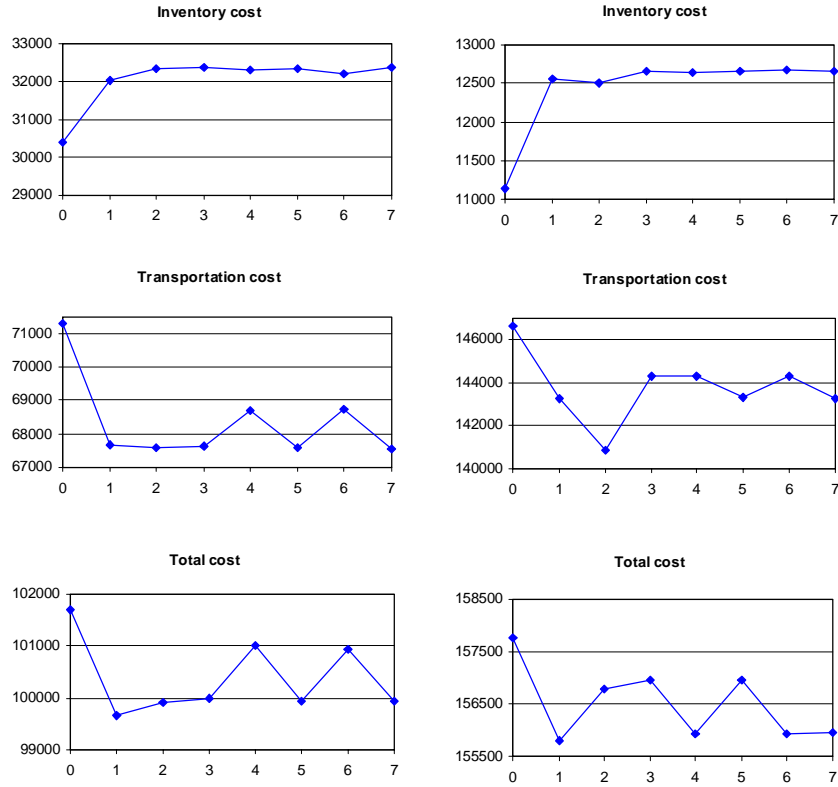 Inventory cost
33000
32000
31000
30000
29000
0 1 2 3 4 5 6 7
Inventory cost
13000
12500
12000
11500
11000
0 1 2 3 4 5 6 7
Transportation cost
71000
70000
69000
68000
67000
0 1 2 3 4 5 6 7
Transportation cost
146000
144000
142000
140000
0 1 2 3 4 5 6 7
Total cost
102000
101000
100000
99000
0 1 2 3 4 5 6 7
Total cost
158500
157500
156500
155500
0 1 2 3 4 5 6 7